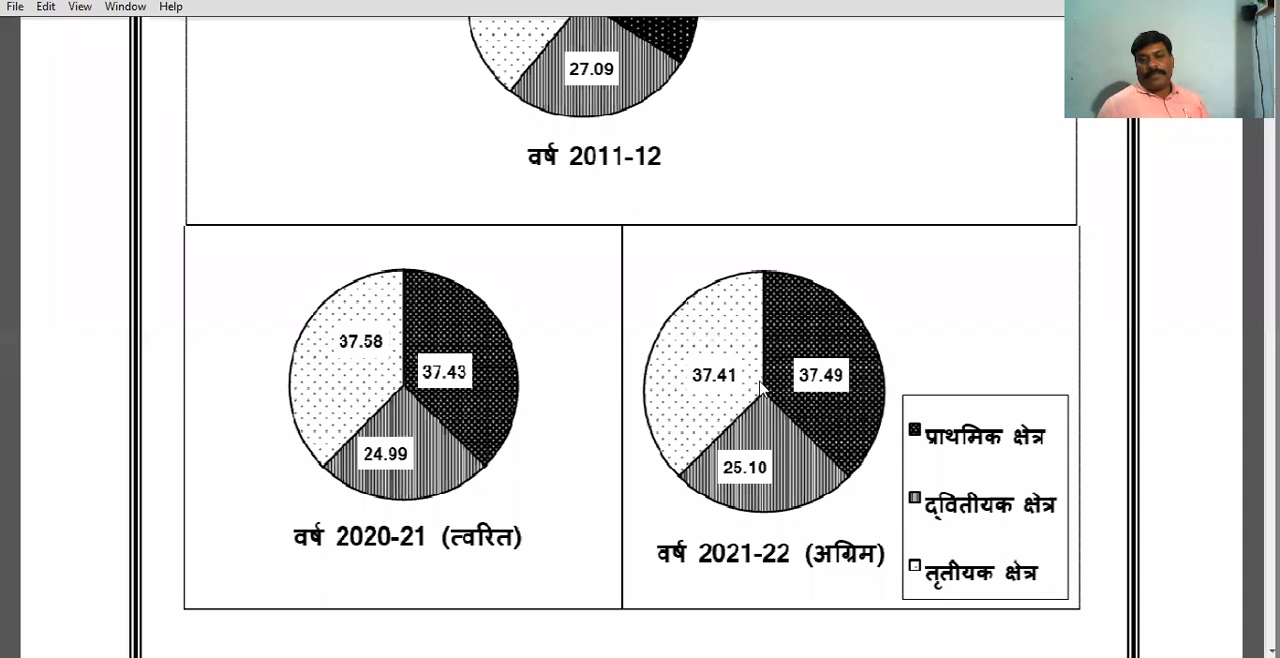 File Edit View Window Help
27.09
वर्ष 2011-12
37.58
37.43
24.99
वर्ष 2020-21 (त्वरित)
37.41
37.49
25.10
वर्ष 2021-22 (अग्रिम)
प्राथमिक क्षेत्र
द्वितीयक क्षेत्र
तृतीयक क्षेत्र